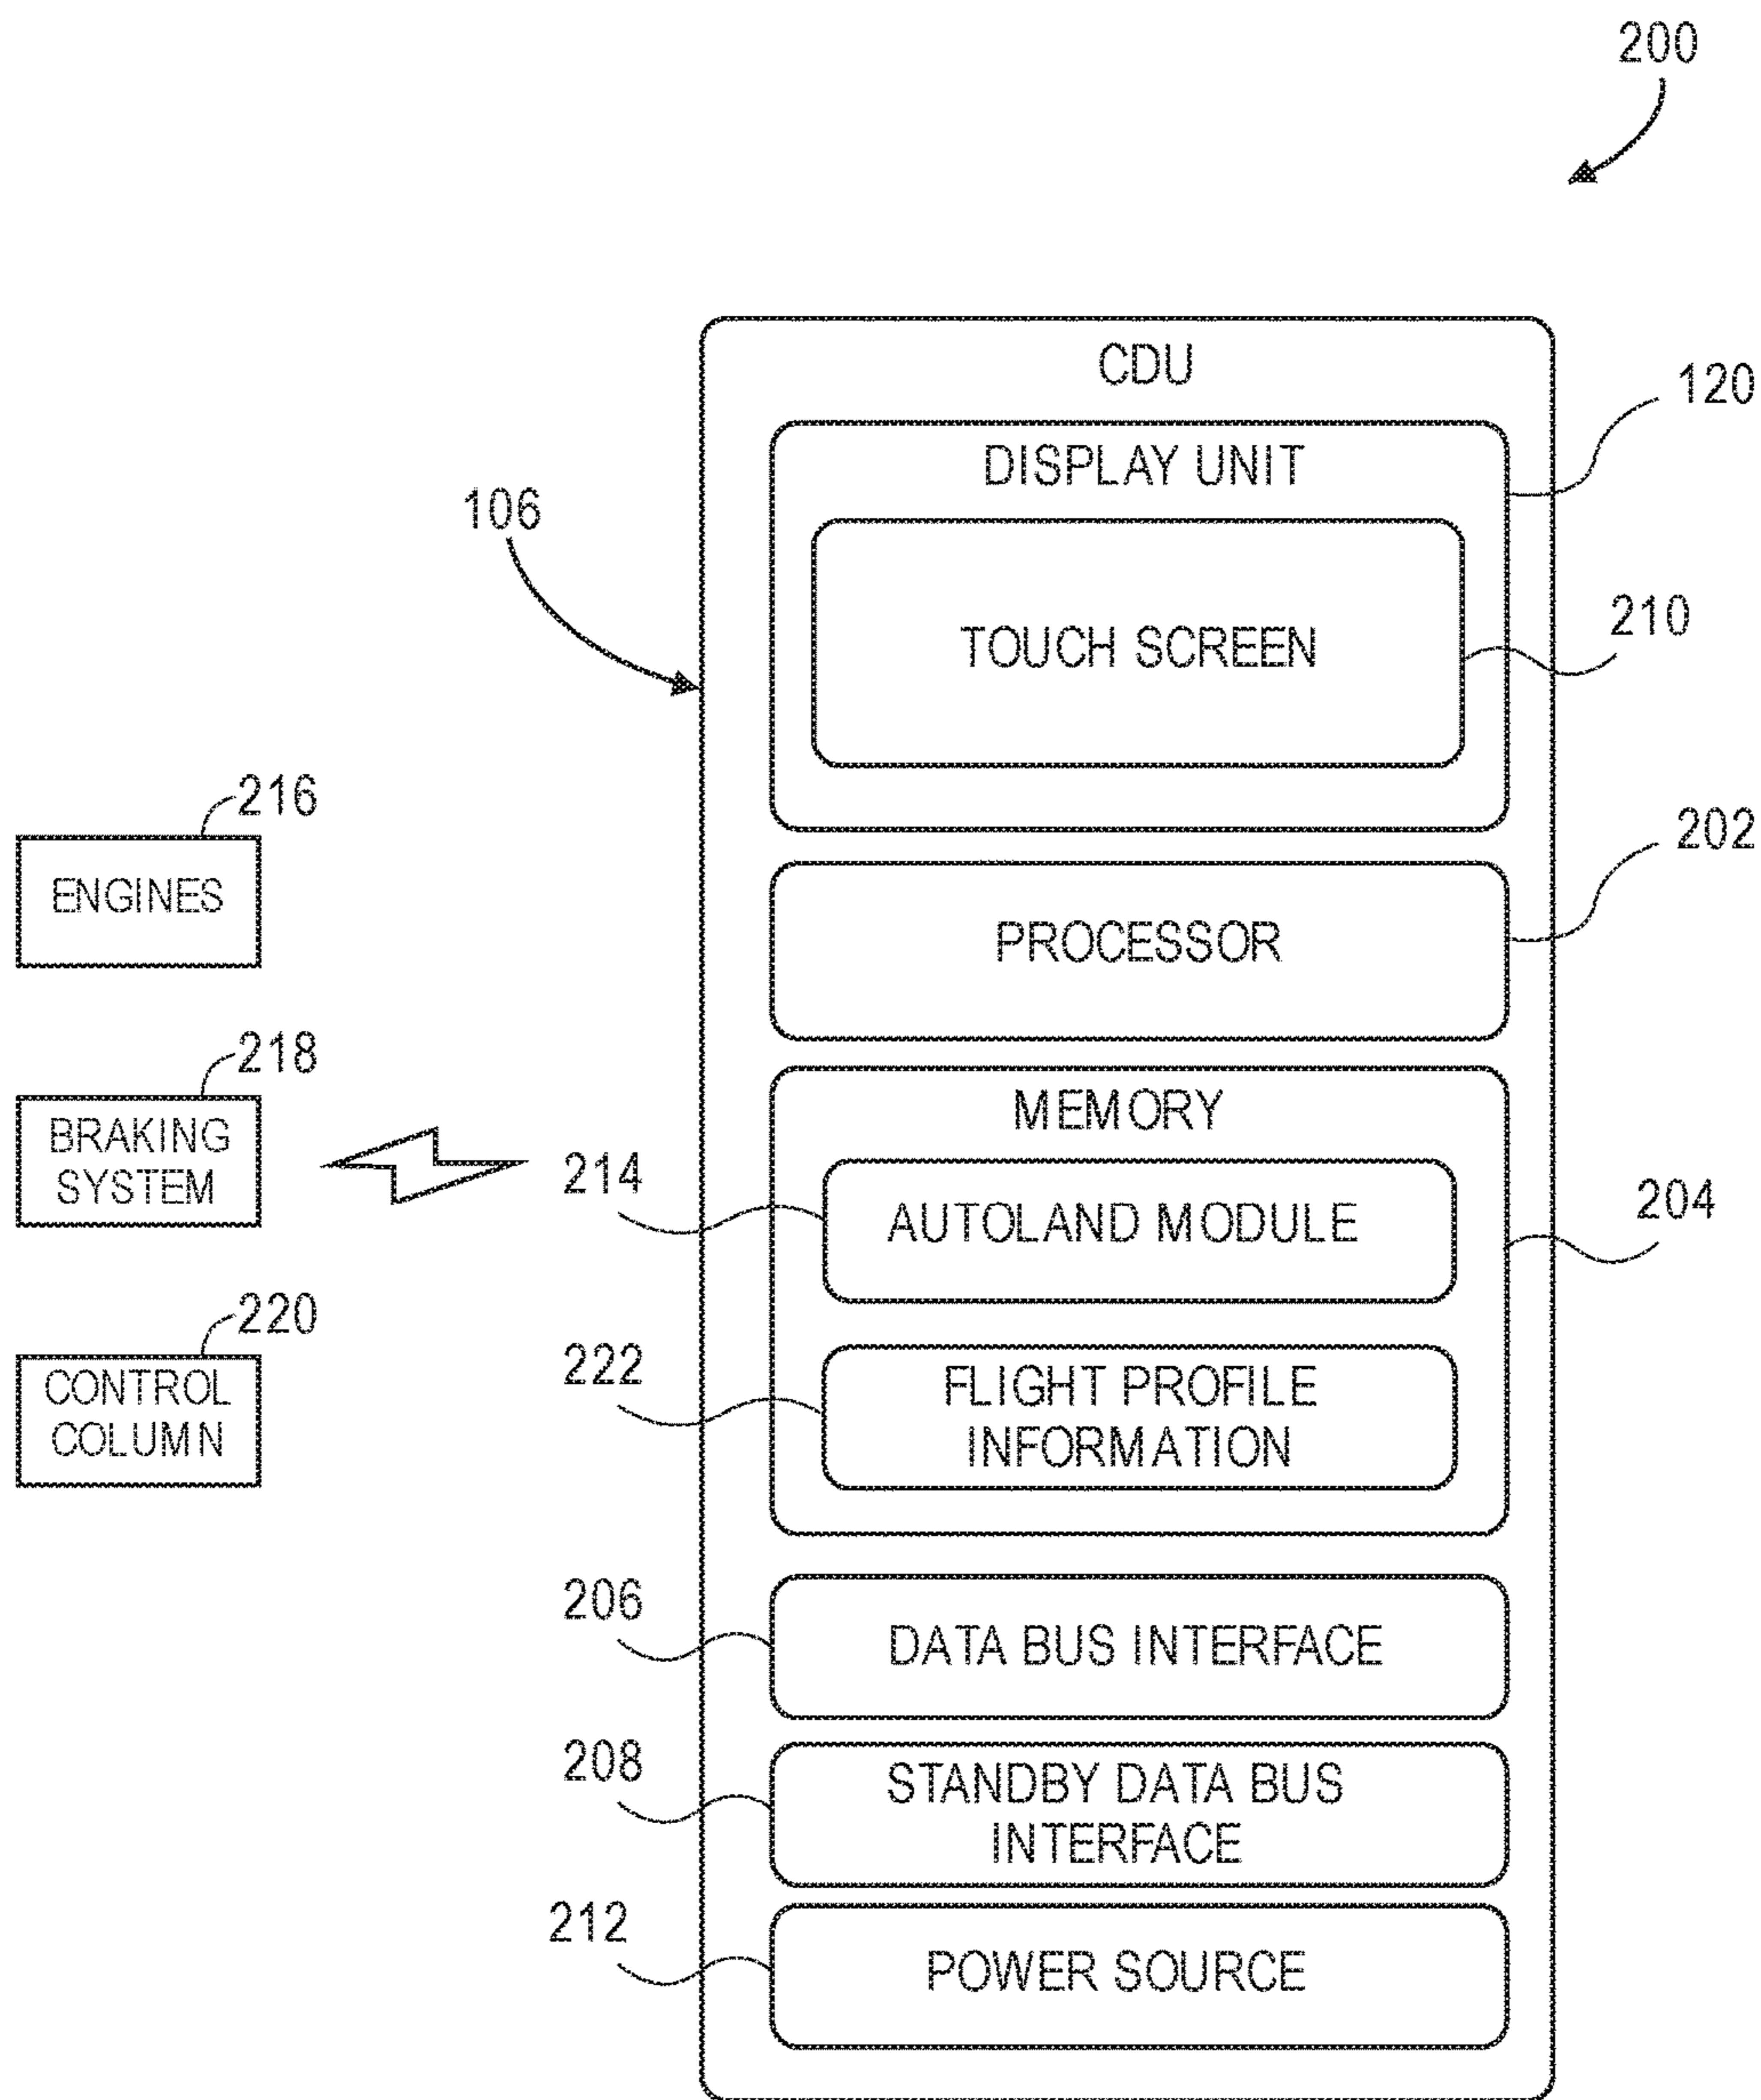 200
CDU
120
DISPLAY UNIT
106
210
TOUCH SCREEN
216
202
ENGINES
PROCESSOR
218
MEMORY
BRAKING
SYSTEM
214
204
AUTOLAND MODULE
220
222
CONTROL
COLUMN
FLIGHT PROFILE
INFORMATION
206
DATA BUS INTERFACE
208
STANDBY DATA BUS
INTERFACE
212
POWER SOURCE